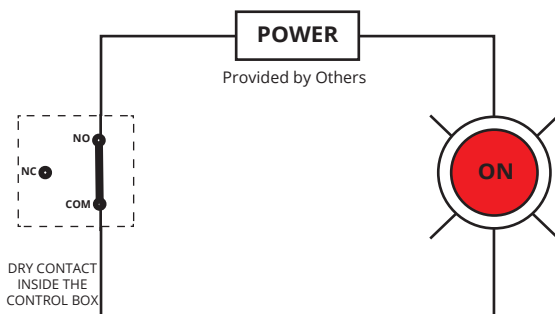 POWER
Provided by Others
NO
NC
COM
ON
DRY CONTACT
INSIDE THE
CONTROL BOX